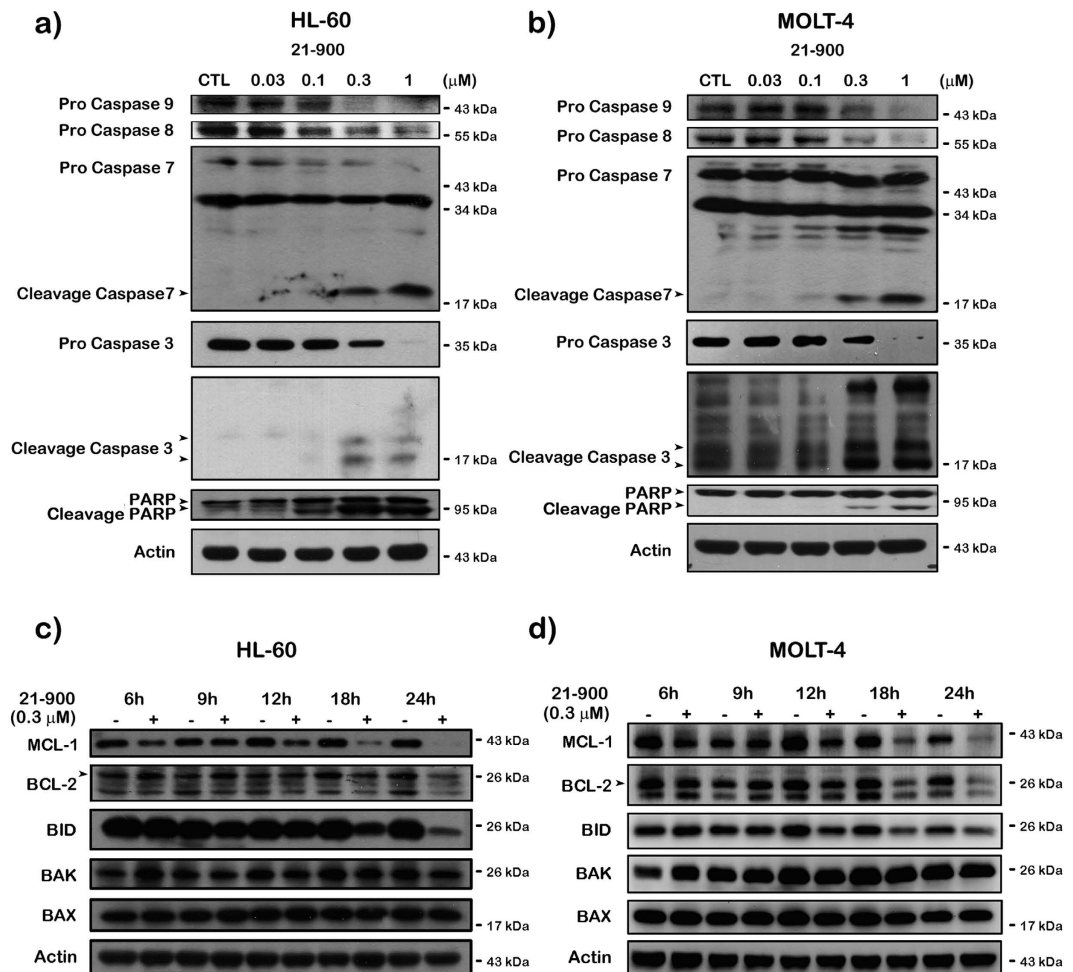 a)
HL-60
21-900
CTL 0.03 0.1 0.3 1 (μM)
Pro Caspase 9
- 43 kDa
Pro Caspase 8
- 55 kDa
Pro Caspase 7
- 43 kDa
- 34 kDa
Cleavage Caspase7
- 17 kDa
Pro Caspase 3
- 35 kDa
Cleavage Caspase 3
- 17 kDa
PARP
Cleavage PARP
- 95 kDa
Actin
- 43 kDa
b)
MOLT-4
21-900
CTL 0.03 0.1 0.3 1 (μM)
Pro Caspase 9
- 43 kDa
Pro Caspase 8
- 55 kDa
Pro Caspase 7
- 43 kDa
- 34 kDa
Cleavage Caspase7
- 17 kDa
Pro Caspase 3
- 35 kDa
Cleavage Caspase 3
- 17 kDa
PARP
Cleavage PARP
- 95 kDa
Actin
- 43 kDa
c)
HL-60
21-900 6h 9h 12h 18h 24h
(0.3 μM) - + - + - + - + - +
MCL-1
- 43 kDa
BCL-2
- 26 kDa
BID
- 26 kDa
BAK
- 26 kDa
BAX
- 17 kDa
Actin
- 43 kDa
d)
MOLT-4
21-900 6h 9h 12h 18h 24h
(0.3 μM) - + - + - + - + - +
MCL-1
- 43 kDa
BCL-2
- 26 kDa
BID
- 26 kDa
BAK
- 26 kDa
BAX
- 17 kDa
Actin
- 43 kDa